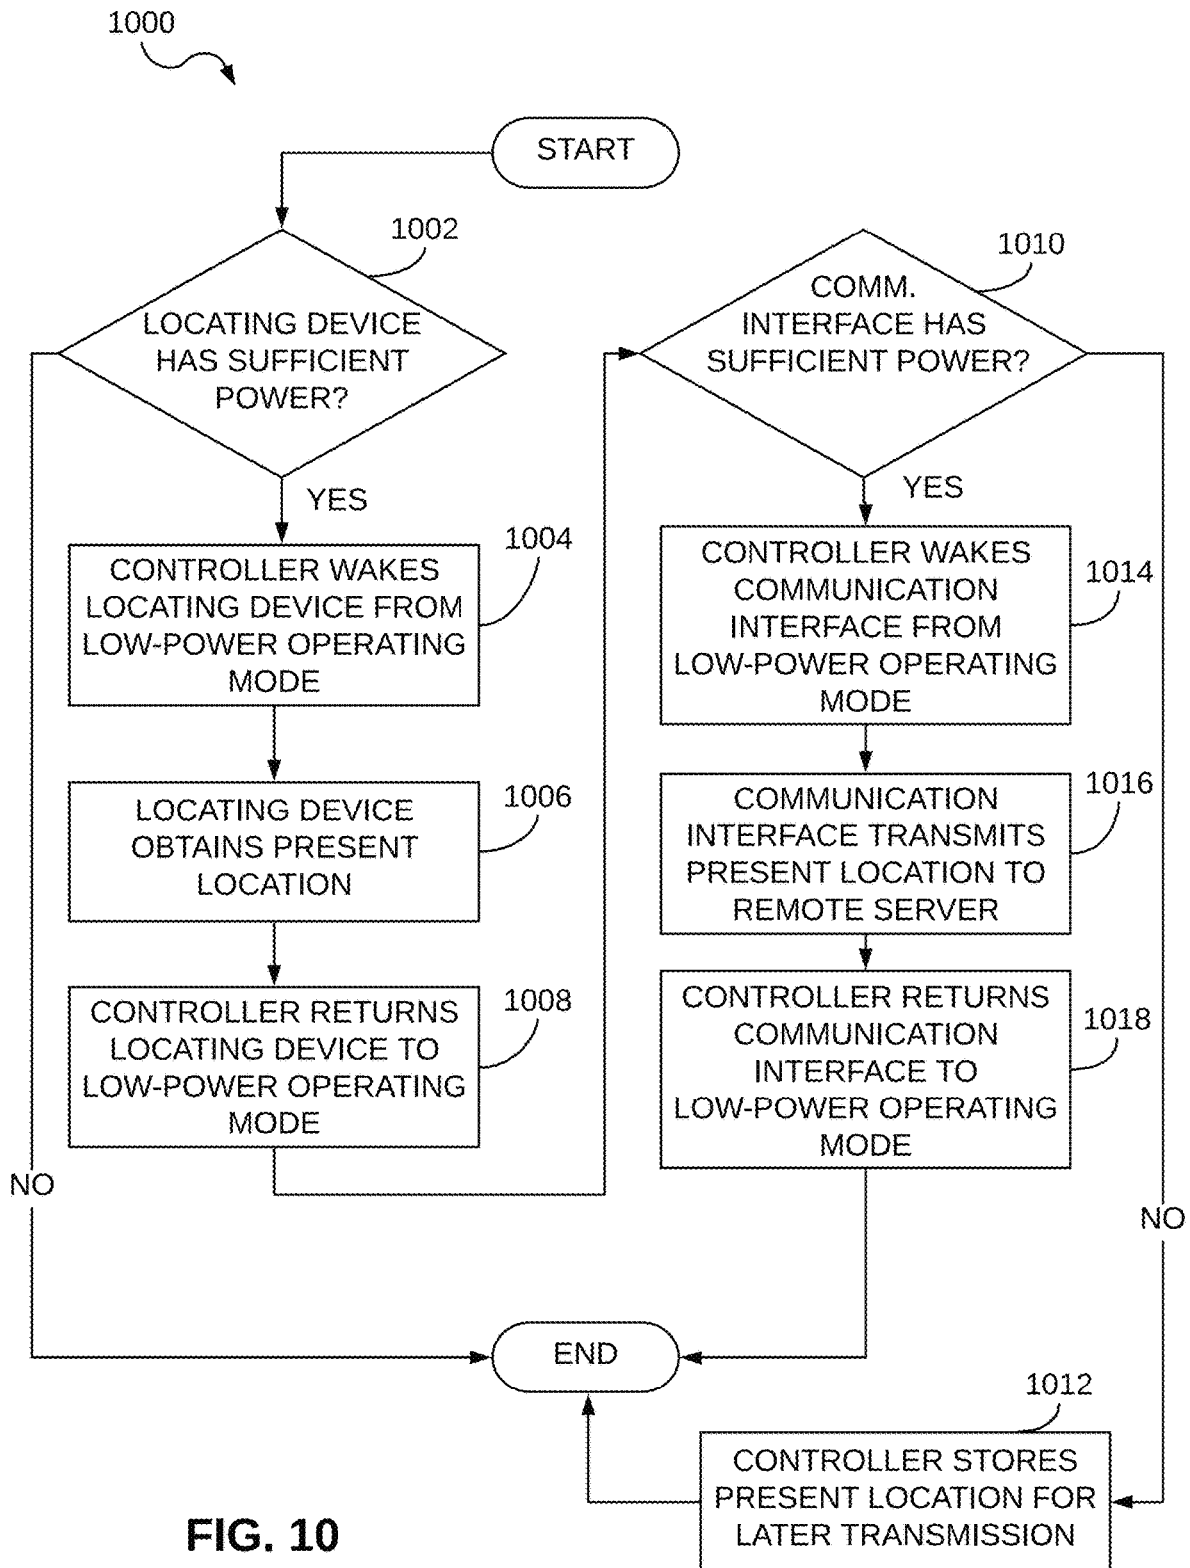 1000
START
1002
LOCATING DEVICE
HAS SUFFICIENT
POWER?
YES
1004
CONTROLLER WAKES
LOCATING DEVICE FROM
LOW-POWER OPERATING
MODE
1006
LOCATING DEVICE
OBTAINS PRESENT
LOCATION
1008
CONTROLLER RETURNS
LOCATING DEVICE TO
LOW-POWER OPERATING
MODE
NO
1010
COMM.
INTERFACE HAS
SUFFICIENT POWER?
YES
1014
CONTROLLER WAKES
COMMUNICATION
INTERFACE FROM
LOW-POWER OPERATING
MODE
1016
COMMUNICATION
INTERFACE TRANSMITS
PRESENT LOCATION TO
REMOTE SERVER
1018
CONTROLLER RETURNS
COMMUNICATION
INTERFACE TO
LOW-POWER OPERATING
MODE
NO
END
1012
CONTROLLER STORES
PRESENT LOCATION FOR
LATER TRANSMISSION
FIG. 10